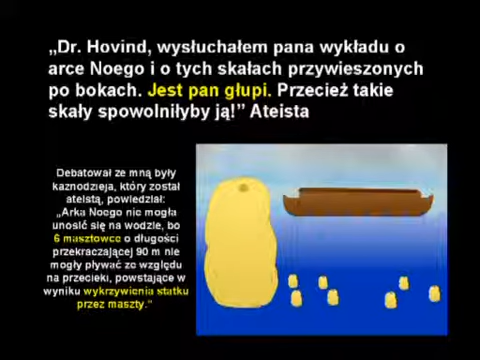 „Dr. Hovind, wysłuchałem pana wykładu o
arce Noego i o tych skałach przywieszonych
po bokach. Jest pan głupi. Przecież takie
skały spowolniłyby ją!” Ateista
Debatował ze mną były
kaznodzieja, który został
ateistą, powiedział:
„Arka Noego nie mogła
unosić się na wodzie, bo
6 masztowce o długości
przekraczającej 90 m nie
mogły pływać ze względu
na przecieki, powstające w
wyniku wykrzywienia statku
przez maszty.”